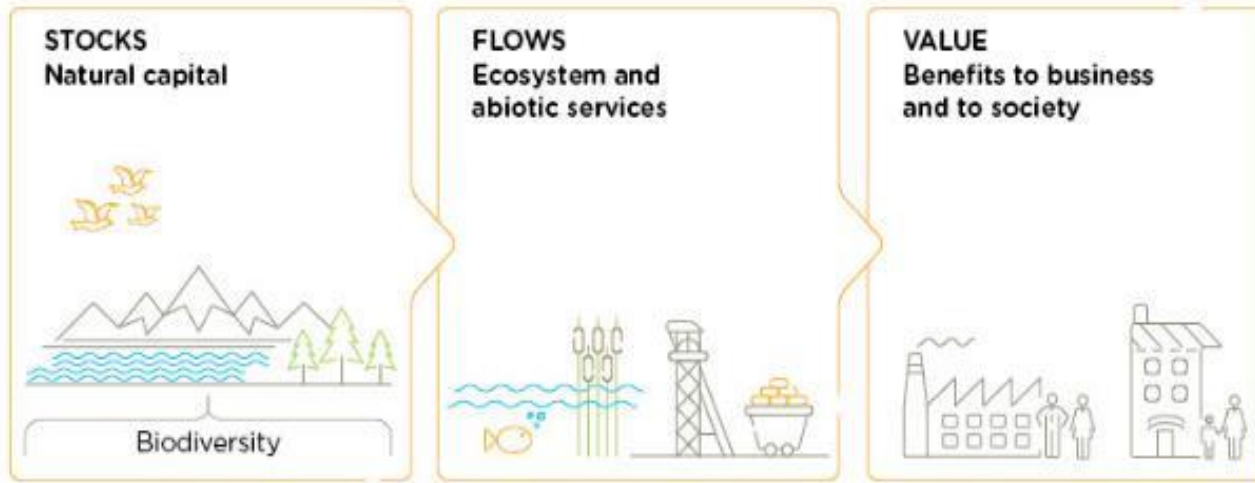 STOCKS
Natural capital
Biodiversity
FLOWS
Ecosystem and
abiotic services
VALUE
Benefits to business
and to society